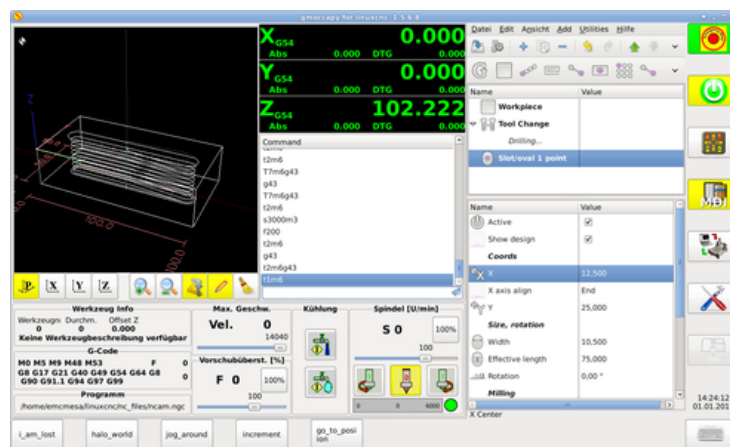 gmoccapy for linuxcnc 1.5.6.8
X G54 0.000
Abs 0.000 DTG 0.000
Y G54 0.000
Abs 0.000 DTG 0.000
Z G54 102.222
Abs 0.000 DTG 0.000
Z
100.0
100.0
Command
t2m6
T7m6g43
g43
T7m6g43
t2m6
s3000m3
f200
t2m6
g43
t2m6g43
t1m6
P X Y Z
Datei Edit Ansicht Add Utilities Hilfe
Name Value
Workpiece
Tool Change
Drilling...
Slot/oval 1 point
Name Value
Active
Show design
Coords
X 12,500
X axis align End
Y 25,000
Size, rotation
Width 10,500
Effective length 75,000
Rotation 0,00 °
Milling
X Center
MDI
14:24:12
Werkzeug Info
Werkzeugnr Durchm. Offset Z
0 0 0.000
Keine Werkzeugbeschreibung verfügbar
G-Code
M0 M5 M9 M48 M53 F 0
G8 G17 G21 G40 G49 G54 G64 G8 0
G90 G91.1 G94 G97 G99
Programm
/home/emcmesa/linuxcnc/nc_files/ncam.ngc
Max. Geschw.
Vel. 0
14040
Vorschubüberst. [%]
F 0 100%
100
Kühlung
Spindel [U/min]
S 0 100%
100
0 0 6000
i_am_lost
halo_world
jog_around
increment
go_to_posi
ion